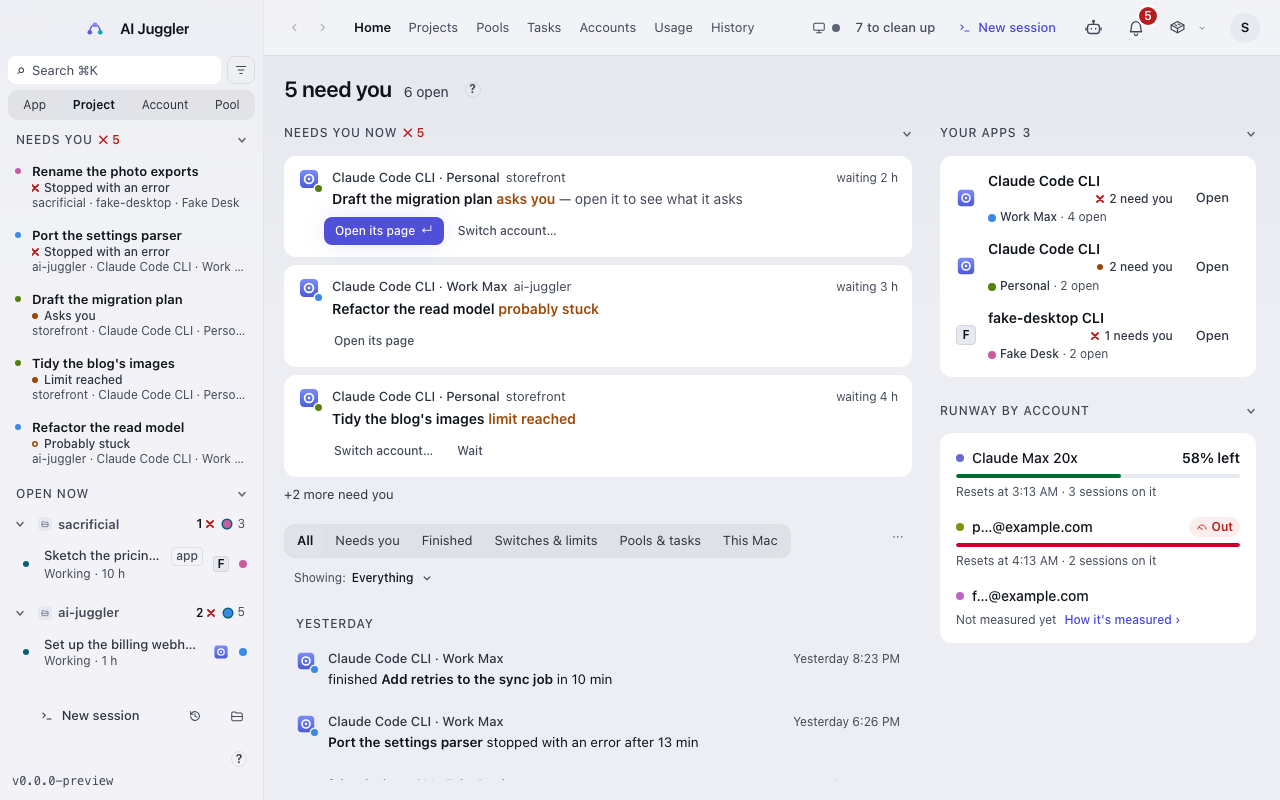 AI Juggler
Search ⌘K
App Project Account Pool
NEEDS YOU 5
Rename the photo exports
Stopped with an error
sacrificial · fake-desktop · Fake Desk
Port the settings parser
Stopped with an error
ai-juggler · Claude Code CLI · Work ...
Draft the migration plan
Asks you
storefront · Claude Code CLI · Perso...
Tidy the blog's images
Limit reached
storefront · Claude Code CLI · Perso...
Refactor the read model
Probably stuck
ai-juggler · Claude Code CLI · Work ...
OPEN NOW
sacrificial 1 3
Sketch the pricin... app F
Working · 10 h
ai-juggler 2 5
Set up the billing webh...
Working · 1 h
New session
?
v0.0.0-preview
Home Projects Pools Tasks Accounts Usage History
7 to clean up
New session
5
S
5 need you 6 open ?
NEEDS YOU NOW 5
Claude Code CLI · Personal storefront waiting 2 h
Draft the migration plan asks you — open it to see what it asks
Open its page ↵ Switch account...
Claude Code CLI · Work Max ai-juggler waiting 3 h
Refactor the read model probably stuck
Open its page
Claude Code CLI · Personal storefront waiting 4 h
Tidy the blog's images limit reached
Switch account... Wait
+2 more need you
All Needs you Finished Switches & limits Pools & tasks This Mac ...
Showing: Everything
YESTERDAY
Claude Code CLI · Work Max Yesterday 8:23 PM
finished Add retries to the sync job in 10 min
Claude Code CLI · Work Max Yesterday 6:26 PM
Port the settings parser stopped with an error after 13 min
YOUR APPS 3
Claude Code CLI
2 need you Open
Work Max · 4 open
Claude Code CLI
2 need you Open
Personal · 2 open
fake-desktop CLI
F 1 needs you Open
Fake Desk · 2 open
RUNWAY BY ACCOUNT
Claude Max 20x 58% left
Resets at 3:13 AM · 3 sessions on it
p...@example.com Out
Resets at 4:13 AM · 2 sessions on it
f...@example.com
Not measured yet How it's measured ›